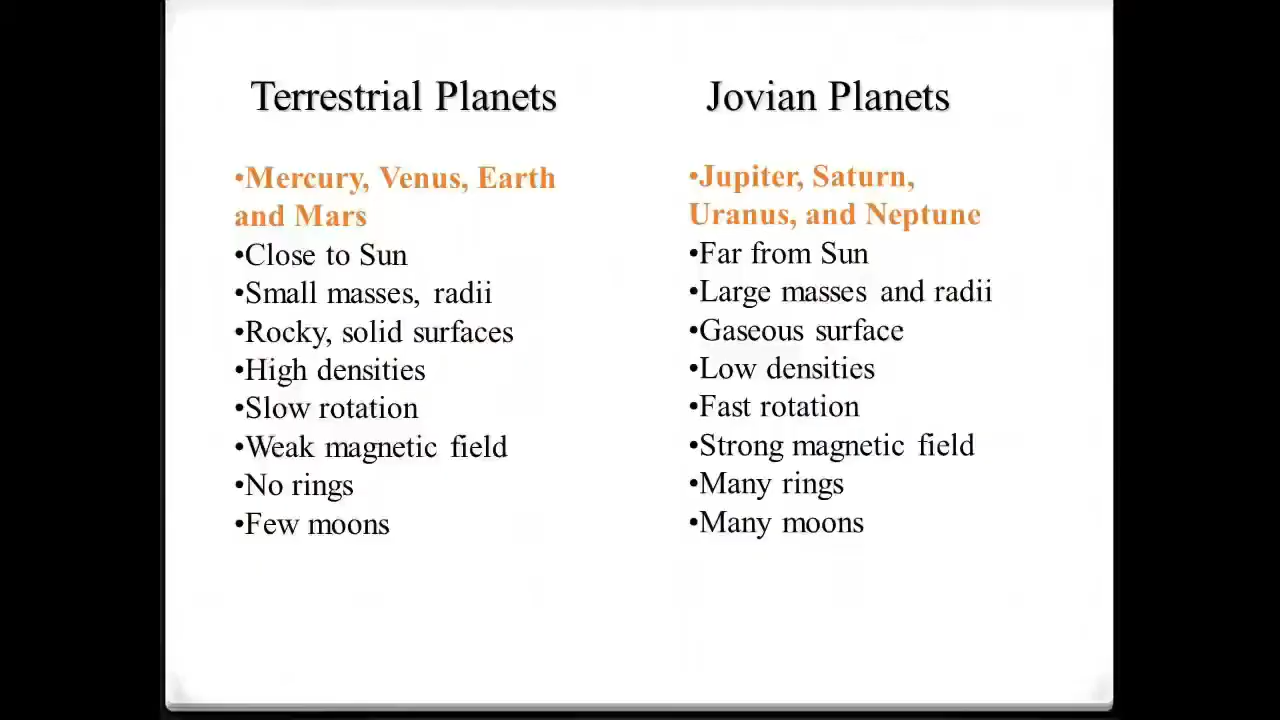 Terrestrial Planets
•Mercury, Venus, Earth
and Mars
•Close to Sun
•Small masses, radii
•Rocky, solid surfaces
•High densities
•Slow rotation
•Weak magnetic field
•No rings
•Few moons
Jovian Planets
•Jupiter, Saturn,
Uranus, and Neptune
•Far from Sun
•Large masses and radii
•Gaseous surface
•Low densities
•Fast rotation
•Strong magnetic field
•Many rings
•Many moons